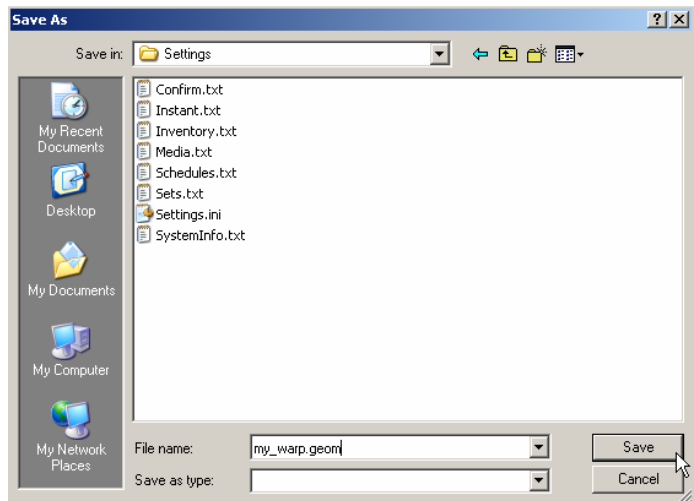 Save As
Save in:
Settings
My Recent
Documents
Desktop
My Documents
My Computer
My Network
Places
Confirm.txt
Instant.txt
Inventory.txt
Media.txt
Schedules.txt
Sets.txt
Settings.ini
SystemInfo.txt
File name:
my_warp.geom
Save
Save as type:
Cancel